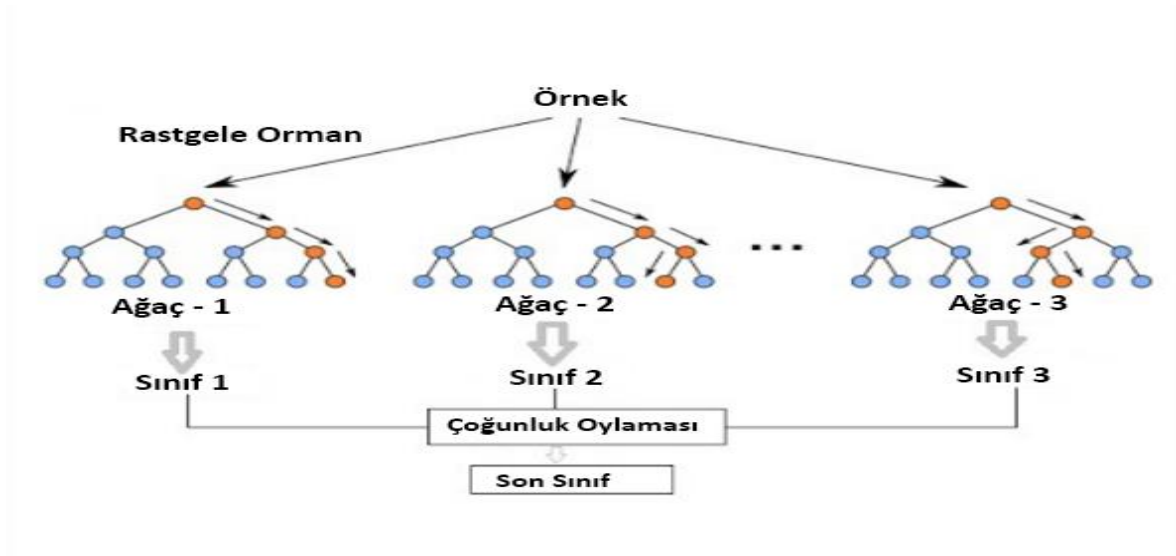 Örnek
Rastgele Orman
...
Ağaç - 1
Ağaç - 2
Ağaç - 3
Sınıf 1
Sınıf 2
Sınıf 3
Çoğunluk Oylaması
Son Sınıf